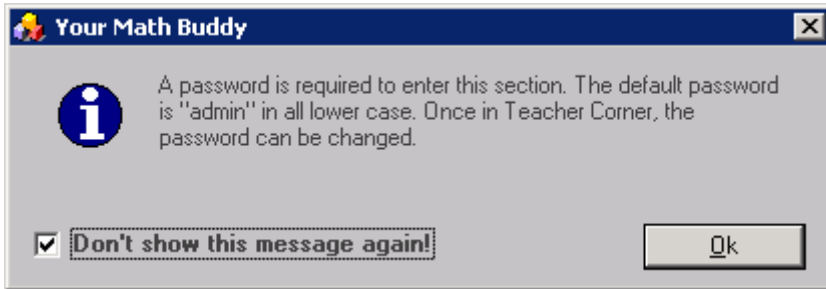 Your Math Buddy
A password is required to enter this section. The default password
is "admin" in all lower case. Once in Teacher Corner, the
password can be changed.
Don't show this message again!
Ok